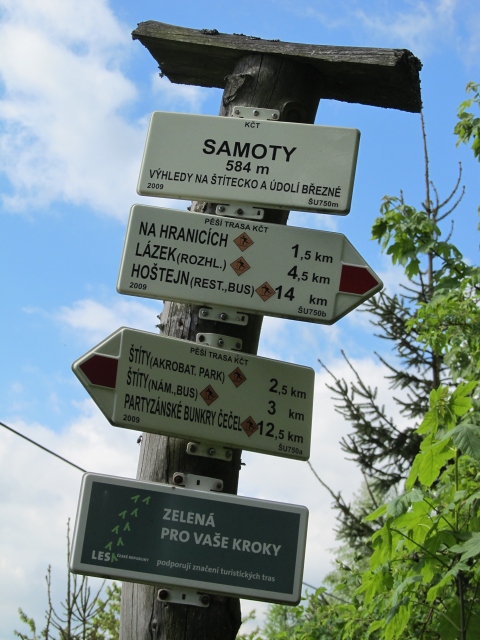 KČT
SAMOTY
584 m
VÝHLEDY NA ŠTÍTECKO A ÚDOLÍ BŘEZNÉ
2009 ŠU750m
PĚŠÍ TRASA KČT
NA HRANICÍCH 1,5 km
LÁZEK (ROZHL.) 4,5 km
HOŠTEJN (REST., BUS) 14 km
2009 ŠU750b
PĚŠÍ TRASA KČT
ŠTÍTY (AKROBAT. PARK) 2,5 km
ŠTÍTY (NÁM., BUS) 3 km
PARTYZÁNSKÉ BUNKRY ČEČEL 12,5 km
2009 ŠU750a
ZELENÁ
PRO VAŠE KROKY
LESY ČESKÉ REPUBLIKY
podporují značení turistických tras